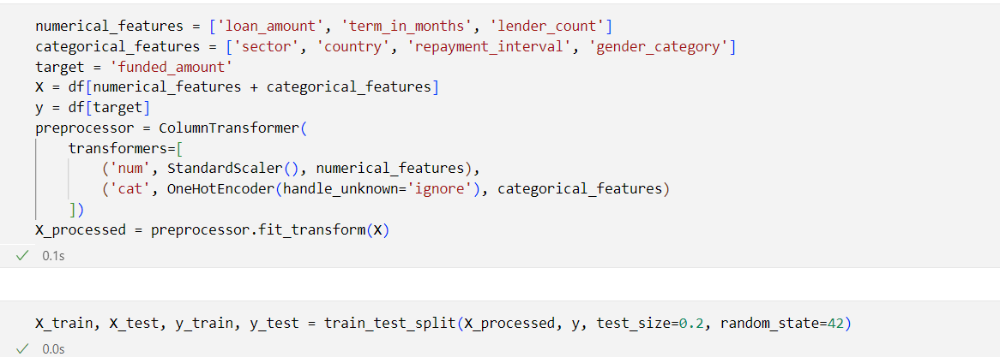 numerical_features = ['loan_amount', 'term_in_months', 'lender_count']
categorical_features = ['sector', 'country', 'repayment_interval', 'gender_category']
target = 'funded_amount'
X = df[numerical_features + categorical_features]
y = df[target]
preprocessor = ColumnTransformer(
    transformers=[
        ('num', StandardScaler(), numerical_features),
        ('cat', OneHotEncoder(handle_unknown='ignore'), categorical_features)
    ])
X_processed = preprocessor.fit_transform(X)
0.1s
X_train, X_test, y_train, y_test = train_test_split(X_processed, y, test_size=0.2, random_state=42)
0.0s